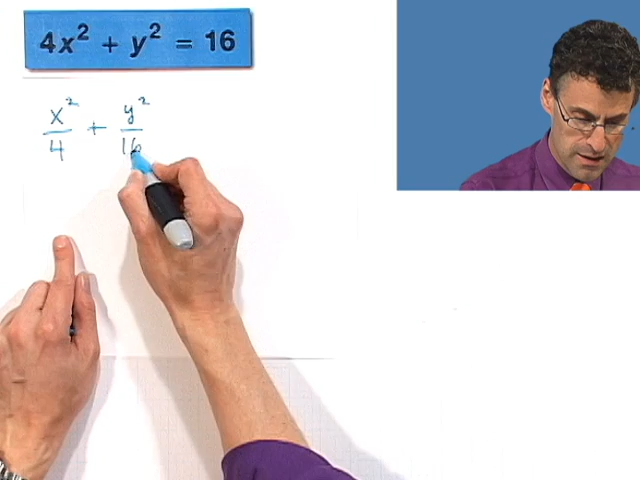 4x² + y² = 16
x²/4 + y²/16